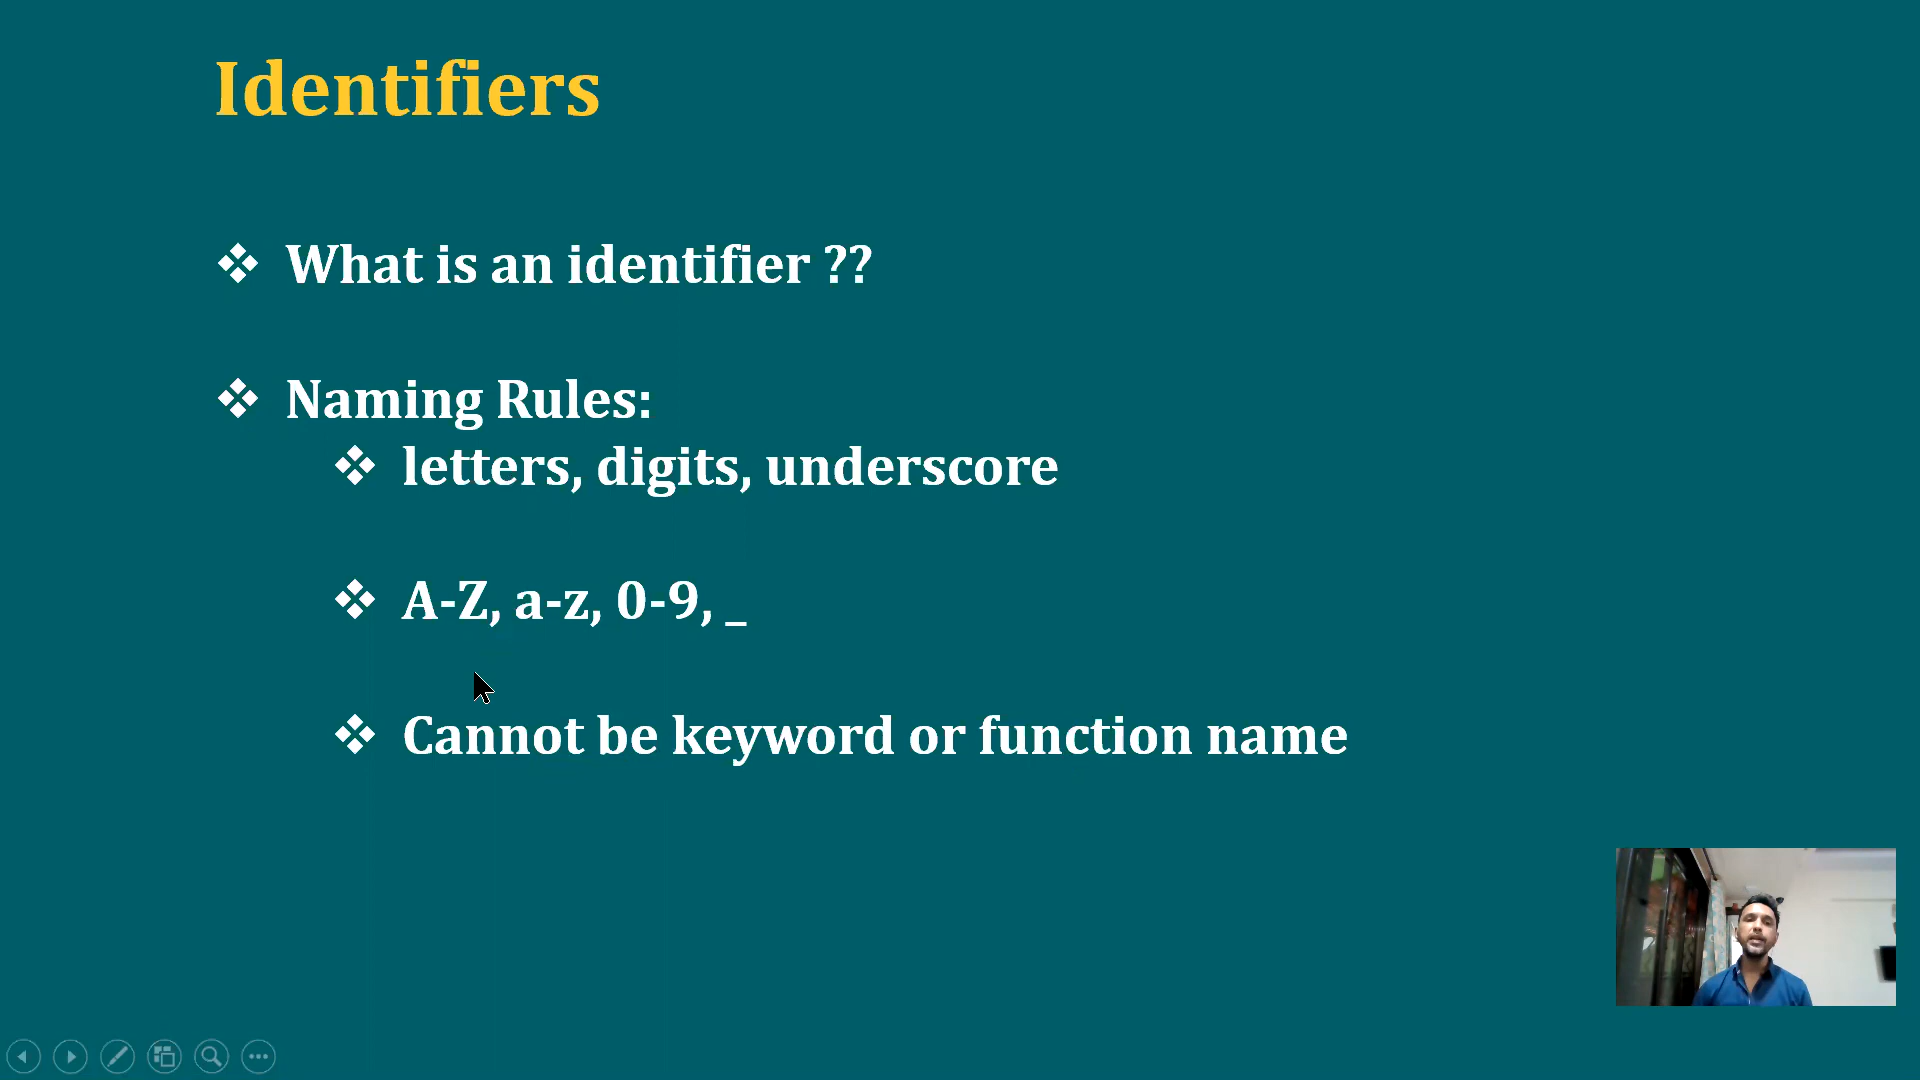 Identifiers
What is an identifier ??
Naming Rules:
letters, digits, underscore
A-Z, a-z, 0-9, _
Cannot be keyword or function name